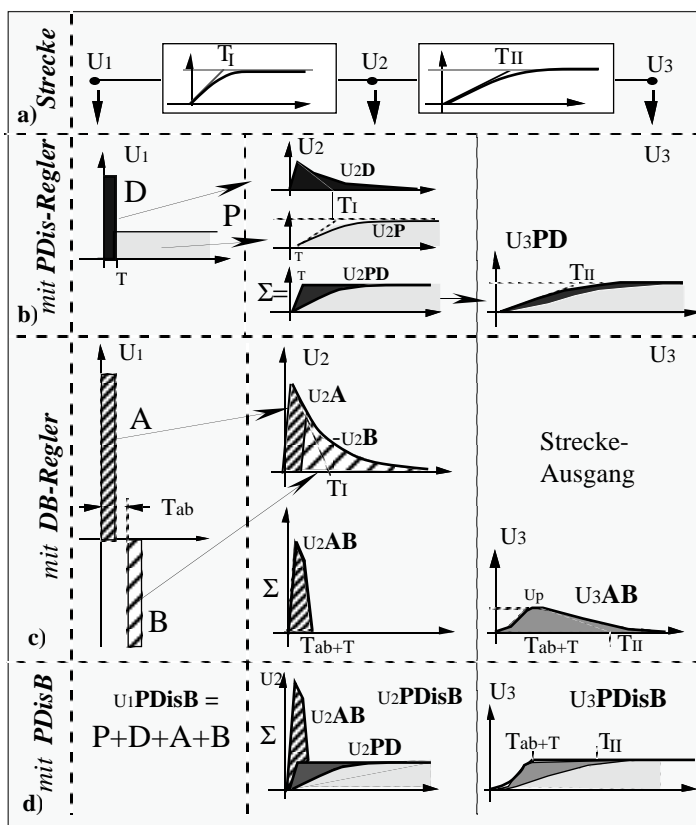 a) Strecke
U1
TI
U2
TII
U3
b) mit PDis-Regler
U1
D
P
T
U2
U2D
TI
U2P
T
T
Σ=
U2PD
U3
U3PD
TII
c) mit DB-Regler
U1
A
Tab
B
U2
U2A
-U2B
TI
Σ
U2AB
Tab+T
U3
Strecke-
Ausgang
U3
Up
U3AB
Tab+T
TII
d) mit PDisB
U1PDisB =
P+D+A+B
U2
U2PDisB
U2AB
Σ
U2PD
U3
U3PDisB
Tab+T
TII